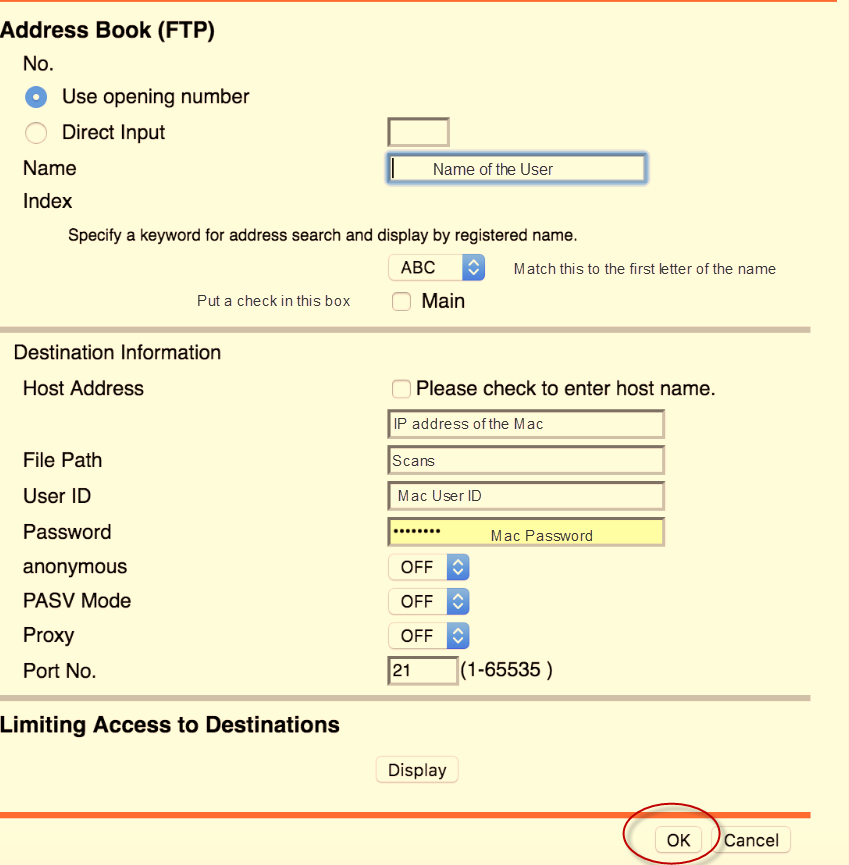 Address Book (FTP)
No.
Use opening number
Direct Input
Name Name of the User
Index
Specify a keyword for address search and display by registered name.
ABC Match this to the first letter of the name
Put a check in this box Main
Destination Information
Host Address Please check to enter host name.
IP address of the Mac
File Path Scans
User ID Mac User ID
Password •••••••• Mac Password
anonymous OFF
PASV Mode OFF
Proxy OFF
Port No. 21 (1-65535 )
Limiting Access to Destinations
Display
OK Cancel